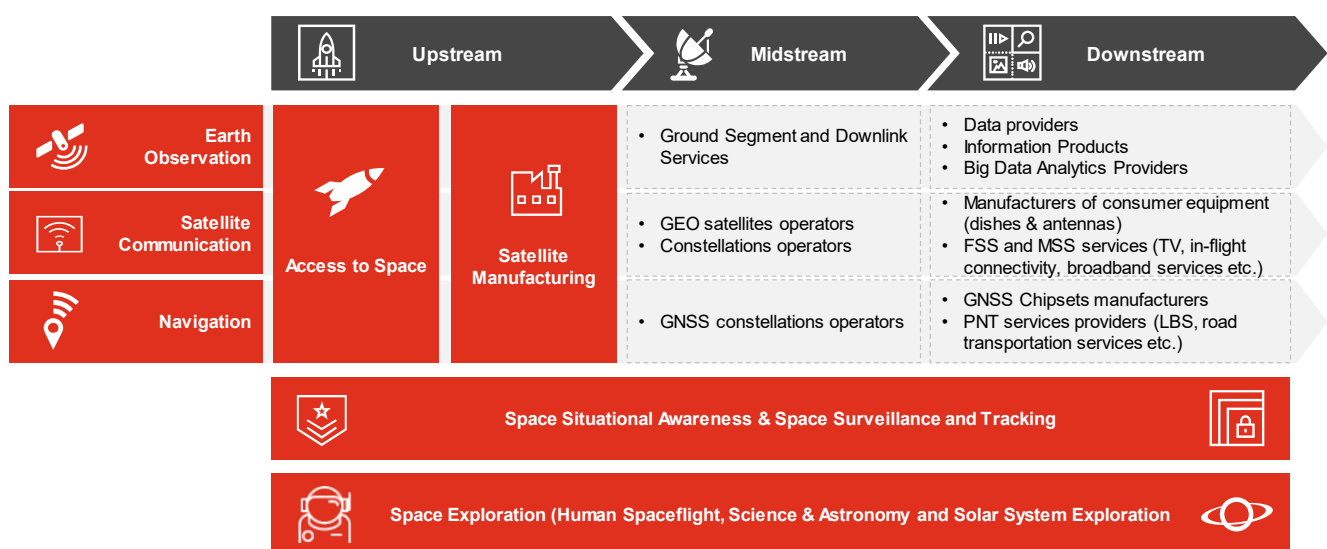 Upstream
Midstream
Downstream
Earth
Observation
Access to Space
Satellite
Manufacturing
• Ground Segment and Downlink
Services
• Data providers
• Information Products
• Big Data Analytics Providers
Satellite
Communication
• GEO satellites operators
• Constellations operators
• Manufacturers of consumer equipment
(dishes & antennas)
• FSS and MSS services (TV, in-flight
connectivity, broadband services etc.)
Navigation
• GNSS constellations operators
• GNSS Chipsets manufacturers
• PNT services providers (LBS, road
transportation services etc.)
Space Situational Awareness & Space Surveillance and Tracking
Space Exploration (Human Spaceflight, Science & Astronomy and Solar System Exploration